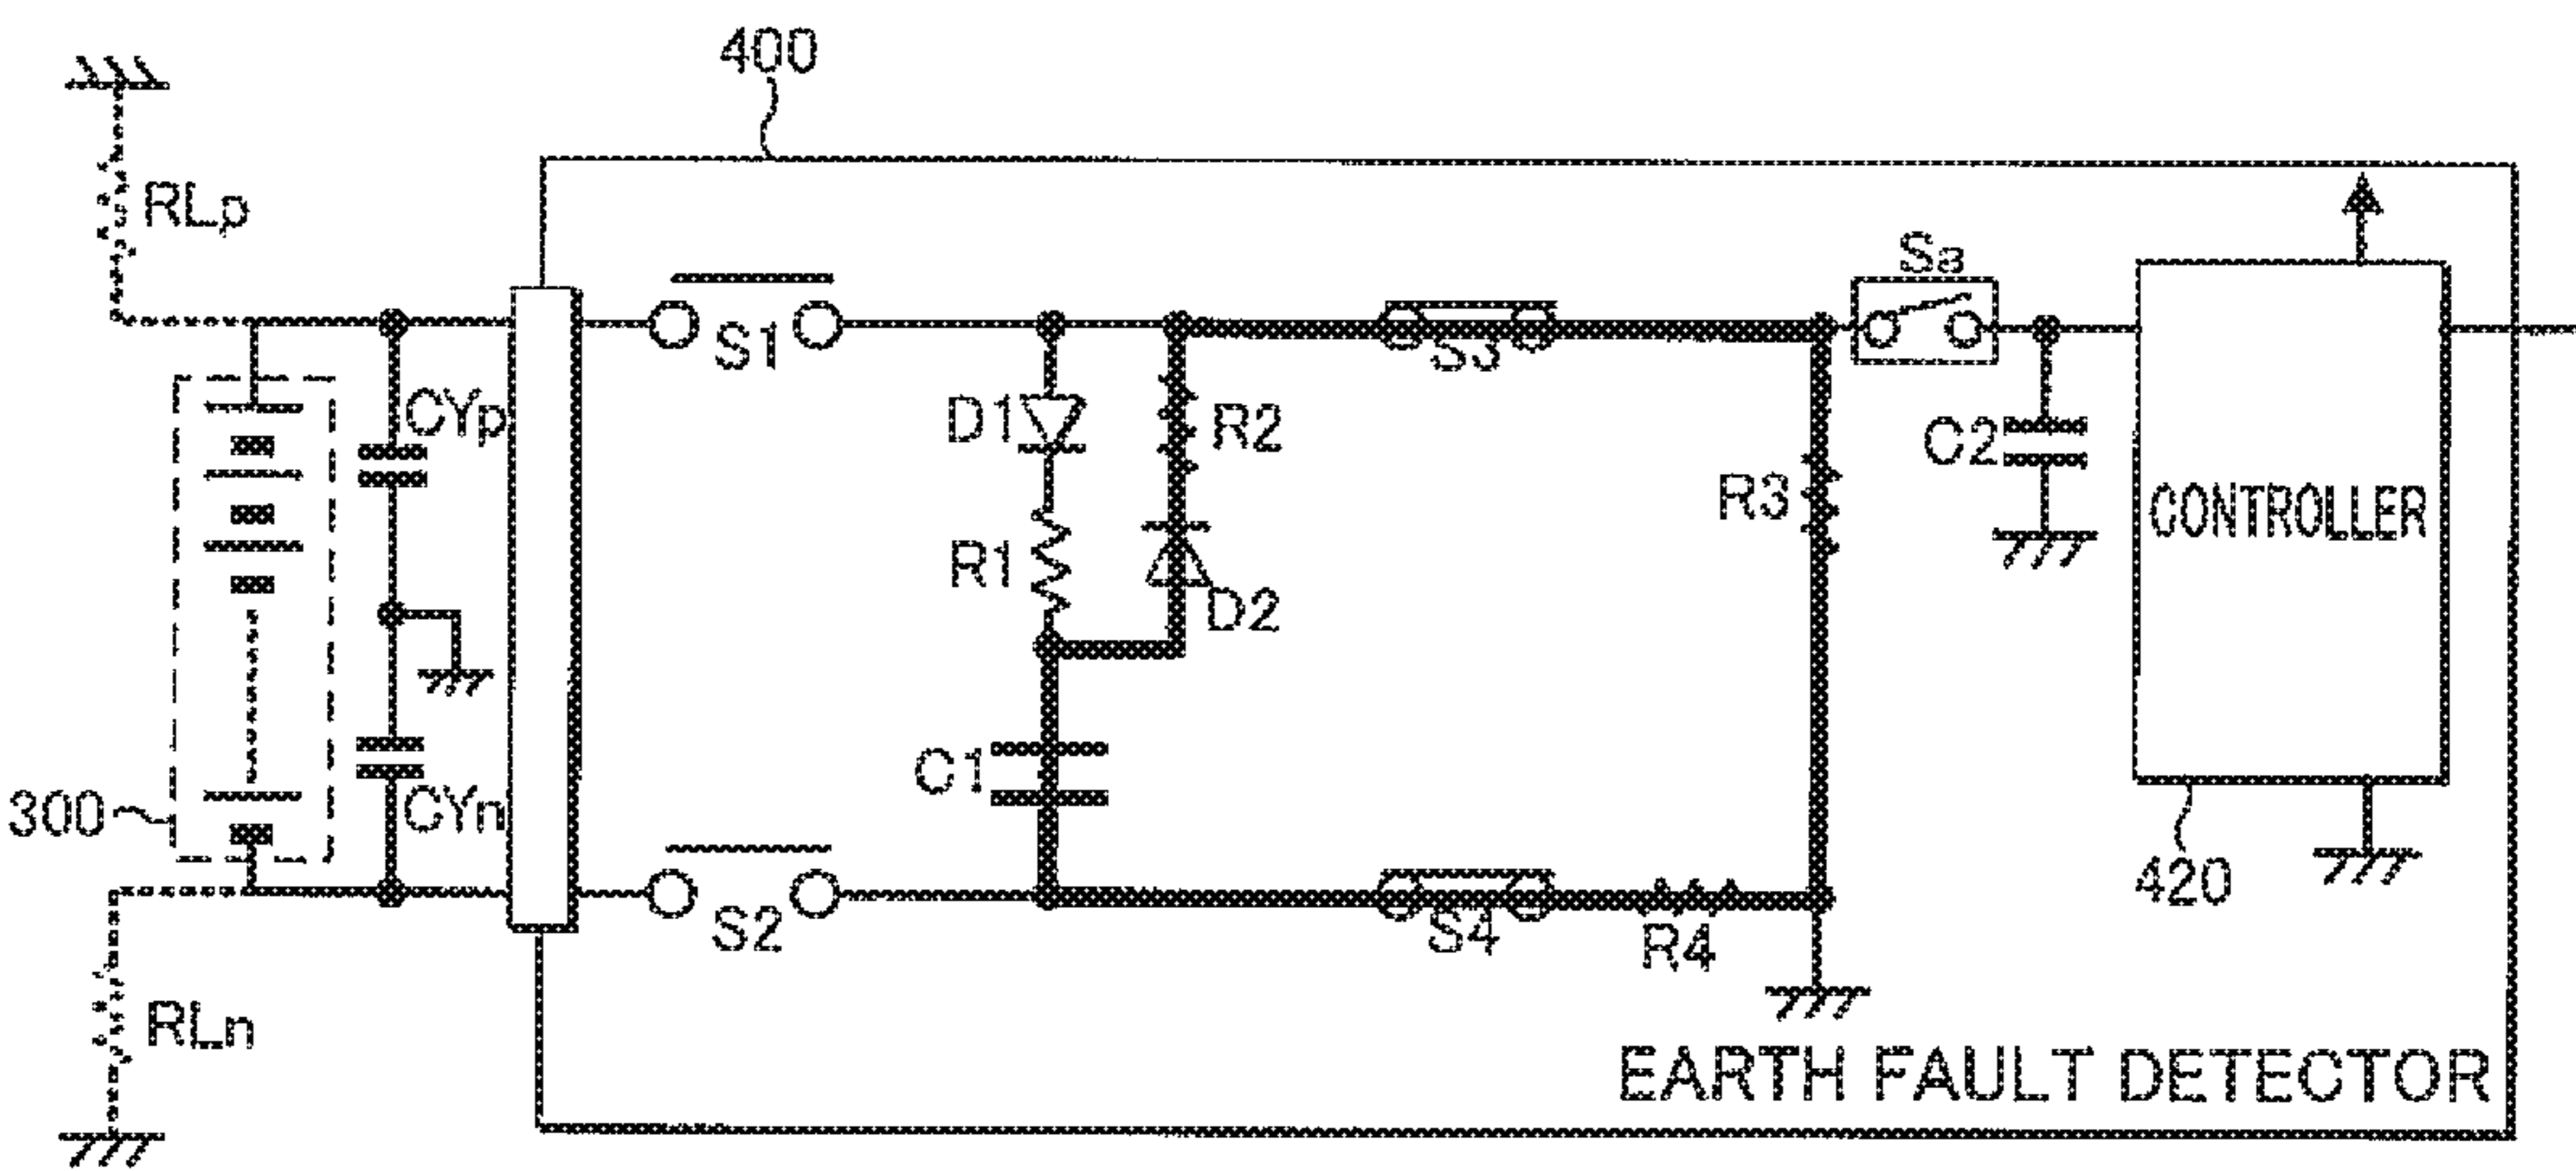 400
RLp
Sa
S1
S3
CYp
D1
R2
C2
R3
CONTROLLER
R1
D2
C1
300
CYn
420
S2
S4
R4
RLn
EARTH FAULT DETECTOR